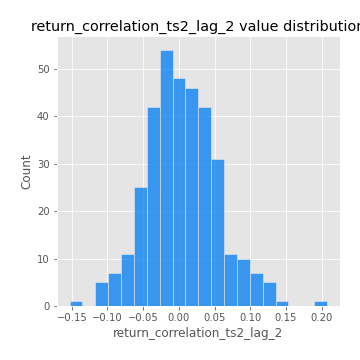 return_correlation_ts2_lag_2 value distribution
50
40
30
20
10
0
Count
−0.15 −0.10 −0.05 0.00 0.05 0.10 0.15 0.20
return_correlation_ts2_lag_2